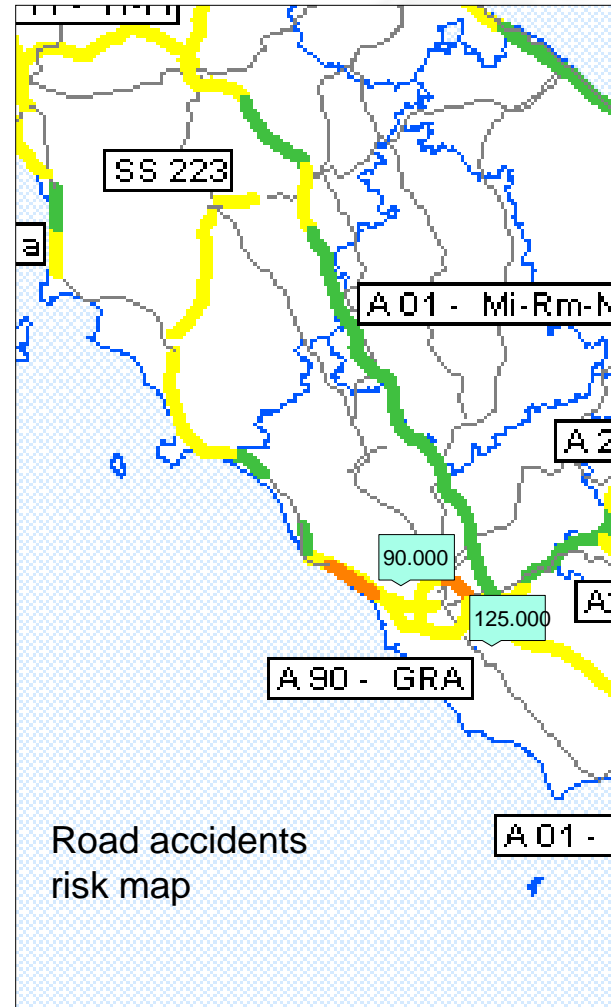 SS 223
a
A 01 - Mi-Rm-N
A 2
90.000
125.000
A 90 - GRA
A 01 -
Road accidents
risk map